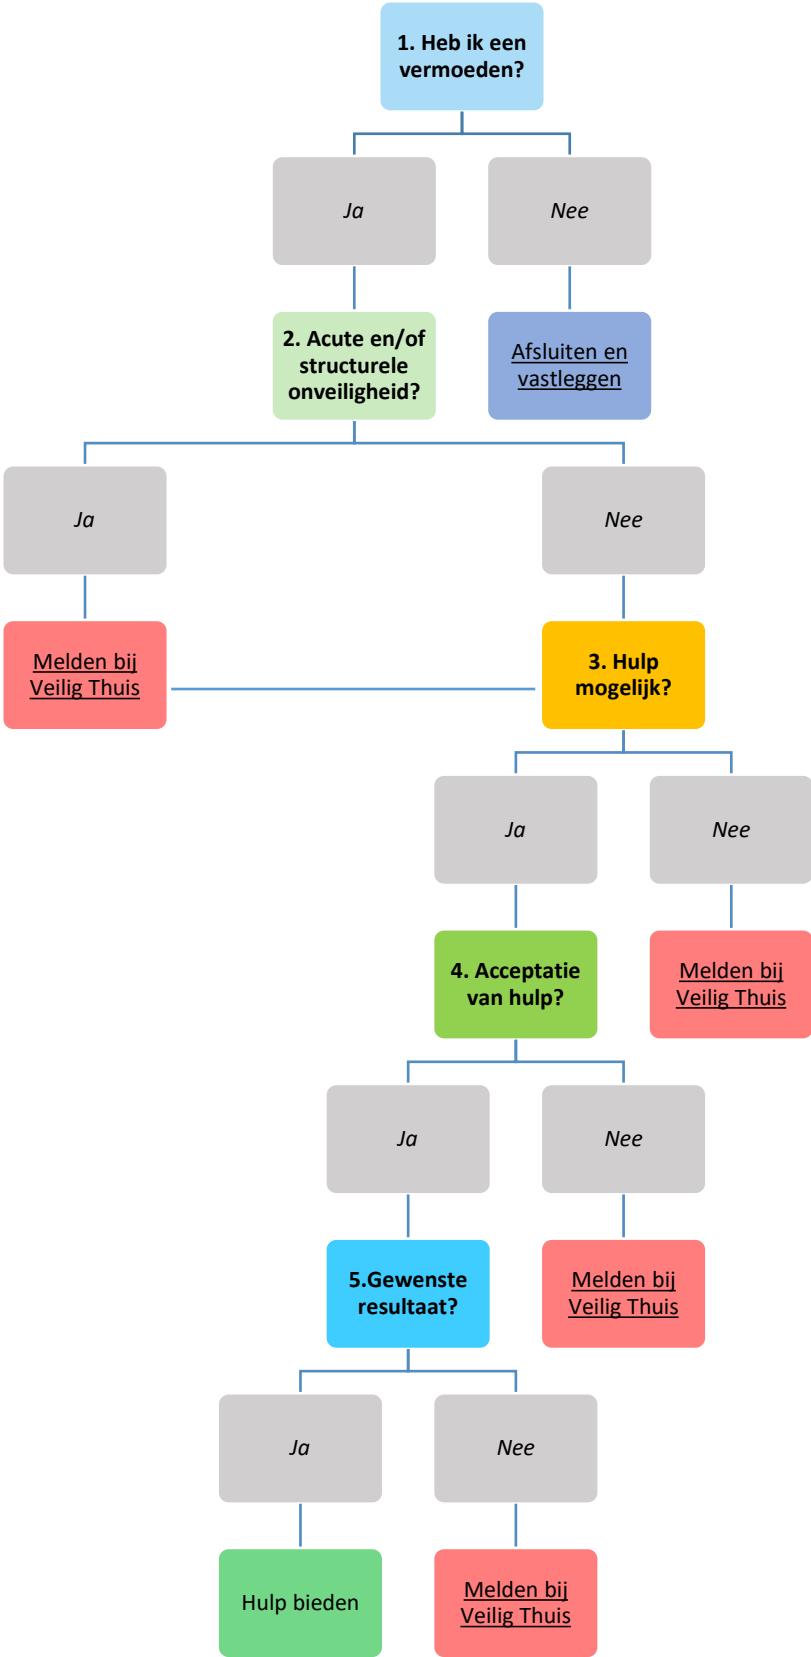 1. Heb ik een
vermoeden?
Ja
Nee
2. Acute en/of
structurele
onveiligheid?
Afsluiten en
vastleggen
Ja
Nee
Melden bij
Veilig Thuis
3. Hulp
mogelijk?
Ja
Nee
4. Acceptatie
van hulp?
Melden bij
Veilig Thuis
Ja
Nee
5.Gewenste
resultaat?
Melden bij
Veilig Thuis
Ja
Nee
Hulp bieden
Melden bij
Veilig Thuis